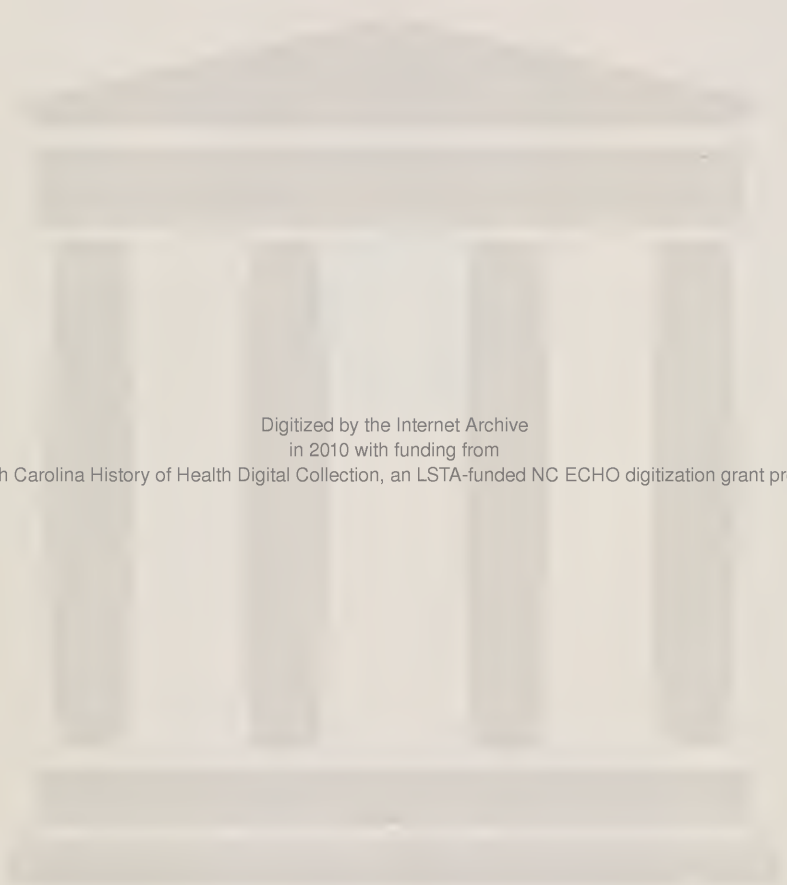 Digitized by the Internet Archive
in 2010 with funding from
h Carolina History of Health Digital Collection, an LSTA-funded NC ECHO digitization grant pr